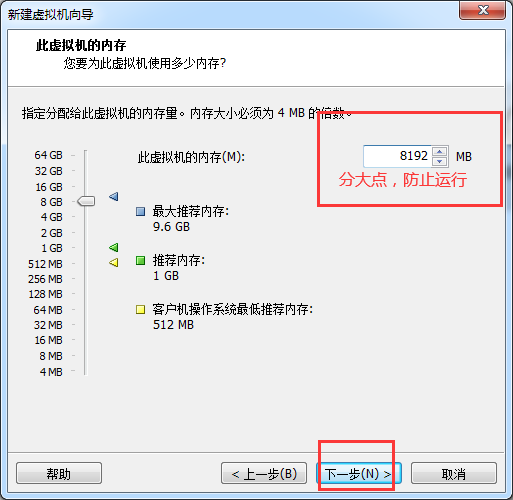 新建虚拟机向导
此虚拟机的内存
您要为此虚拟机使用多少内存?
指定分配给此虚拟机的内存量。内存大小必须为 4 MB 的倍数。
64 GB
32 GB
16 GB
8 GB
4 GB
2 GB
1 GB
512 MB
256 MB
128 MB
64 MB
32 MB
16 MB
8 MB
4 MB
此虚拟机的内存(M):
8192 MB
分大点，防止运行
最大推荐内存:
9.6 GB
推荐内存:
1 GB
客户机操作系统最低推荐内存:
512 MB
帮助
< 上一步(B)
下一步(N) >
取消